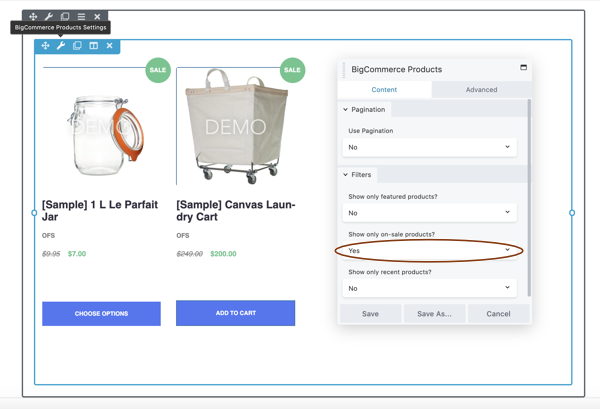 BigCommerce Products Settings
SALE
SALE
DEMO
DEMO
[Sample] 1 L Le Parfait
Jar
OFS
$9.95 $7.00
CHOOSE OPTIONS
[Sample] Canvas Laun-
dry Cart
OFS
$249.00 $200.00
ADD TO CART
BigCommerce Products
Content
Advanced
Pagination
Use Pagination
No
Filters
Show only featured products?
No
Show only on-sale products?
Yes
Show only recent products?
No
Save
Save As...
Cancel